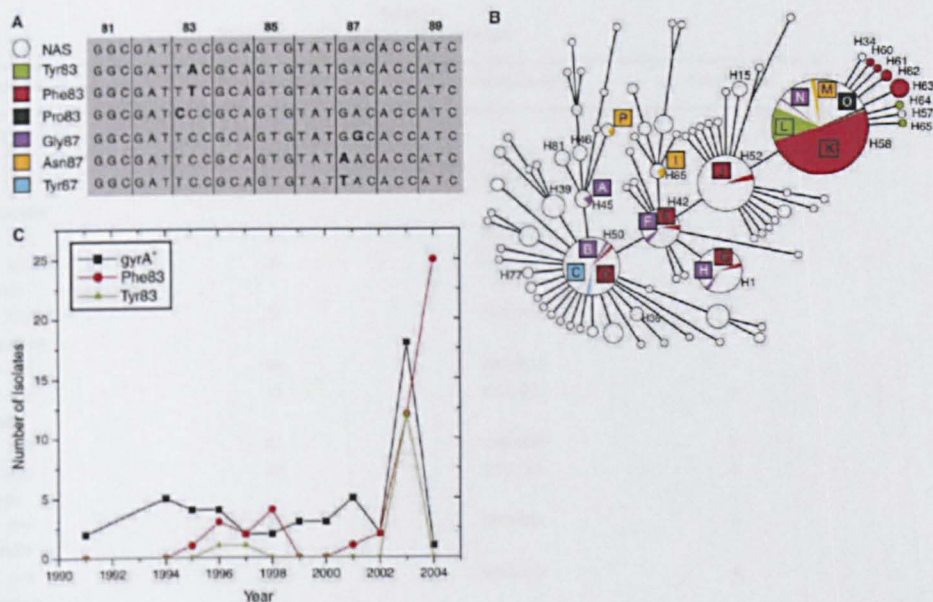 A
81 83 85 87 89
NAS GGCGATTCCGCAGTGTATGACACCATC
Tyr83 GGCGATTACGCAGTGTATGACACCATC
Phe83 GGCGATTTCGCAGTGTATGACACCATC
Pro83 GGCGATCCCGCAGTGTATGACACCATC
Gly87 GGCGATTCCGCAGTGTATGGCACCATC
Asn87 GGCGATTCCGCAGTGTATAACACCATC
Tyr67 GGCGATTCCGCAGTGTATTACACCATC
B
H34
H60
H61
H62
H63
H64
H57
H65
H58
N
M
O
L
K
H15
H52
J
P
I
H85
H46
H81
A
H45
H39
H42
F
H50
B
C
H77
H
H1
H36
C
gyrA+
Phe83
Tyr83
Number of Isolates
25
20
15
10
5
0
1990 1992 1994 1996 1998 2000 2002 2004
Year